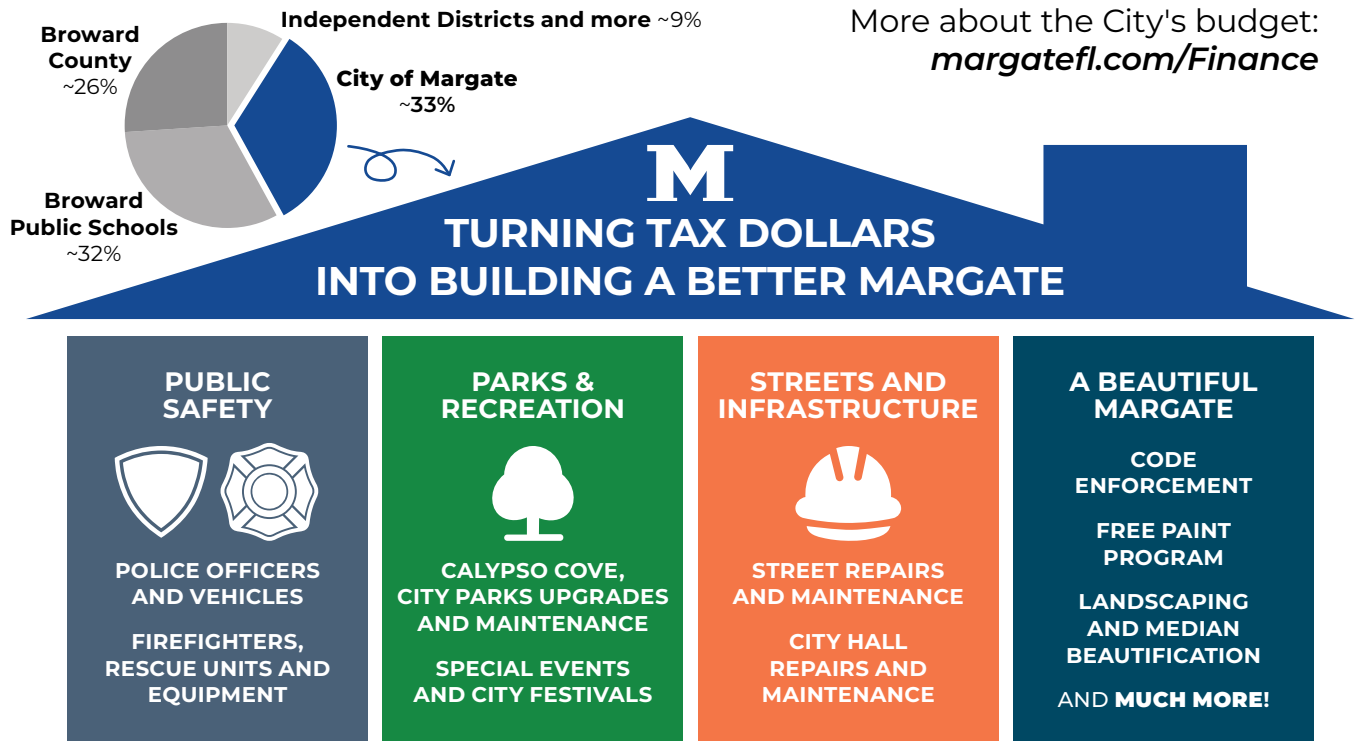 Independent Districts and more ~9%
Broward
County
~26%
City of Margate
~33%
Broward
Public Schools
~32%
More about the City's budget:
margatefl.com/Finance
M
TURNING TAX DOLLARS
INTO BUILDING A BETTER MARGATE
PUBLIC
SAFETY
POLICE OFFICERS
AND VEHICLES
FIREFIGHTERS,
RESCUE UNITS AND
EQUIPMENT
PARKS &
RECREATION
CALYPSO COVE,
CITY PARKS UPGRADES
AND MAINTENANCE
SPECIAL EVENTS
AND CITY FESTIVALS
STREETS AND
INFRASTRUCTURE
STREET REPAIRS
AND MAINTENANCE
CITY HALL
REPAIRS AND
MAINTENANCE
A BEAUTIFUL
MARGATE
CODE
ENFORCEMENT
FREE PAINT
PROGRAM
LANDSCAPING
AND MEDIAN
BEAUTIFICATION
AND MUCH MORE!